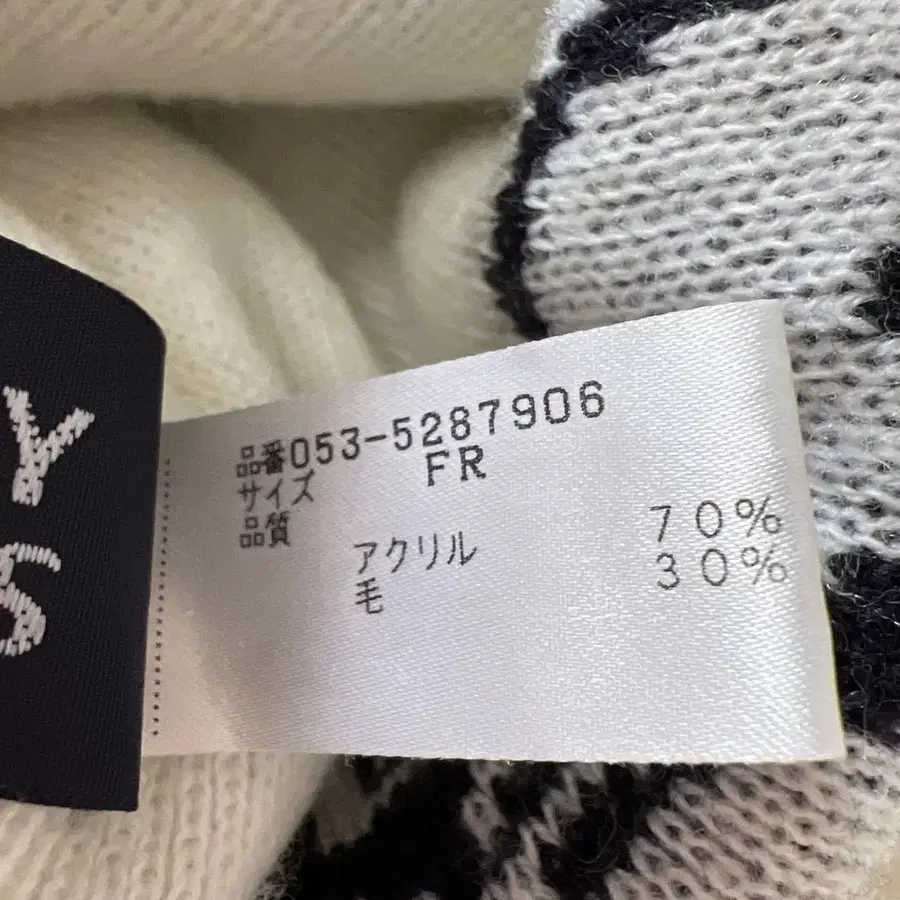 Y
S
品番053-5287906
サイズ FR
品質
アクリル 70%
毛 30%